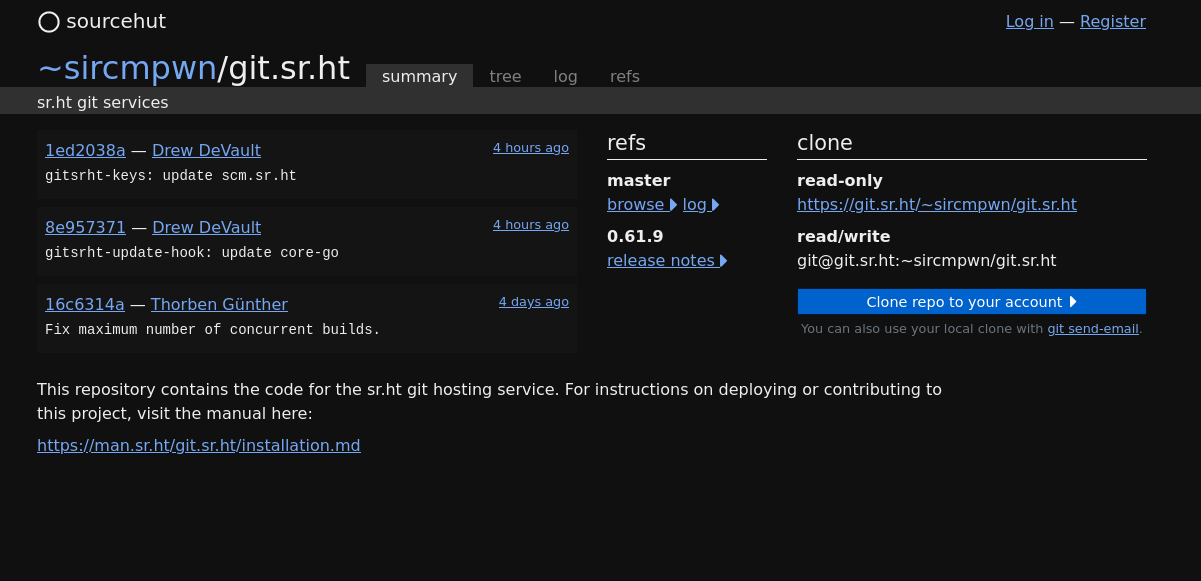 sourcehut
Log in — Register
~sircmpwn/git.sr.ht
summary
tree
log
refs
sr.ht git services
1ed2038a — Drew DeVault
4 hours ago
gitsrht-keys: update scm.sr.ht
8e957371 — Drew DeVault
4 hours ago
gitsrht-update-hook: update core-go
16c6314a — Thorben Günther
4 days ago
Fix maximum number of concurrent builds.
refs
master
browse log
0.61.9
release notes
clone
read-only
https://git.sr.ht/~sircmpwn/git.sr.ht
read/write
git@git.sr.ht:~sircmpwn/git.sr.ht
Clone repo to your account
You can also use your local clone with git send-email.
This repository contains the code for the sr.ht git hosting service. For instructions on deploying or contributing to
this project, visit the manual here:
https://man.sr.ht/git.sr.ht/installation.md